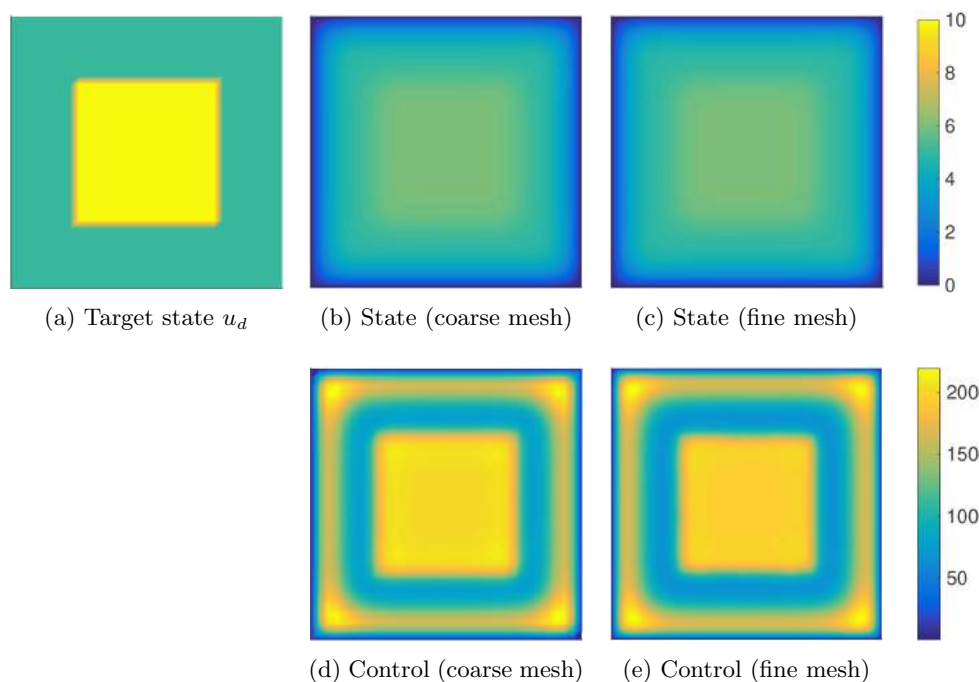 10
8
6
4
2
0
(a) Target state u_d
(b) State (coarse mesh)
(c) State (fine mesh)
200
150
100
50
(d) Control (coarse mesh)
(e) Control (fine mesh)